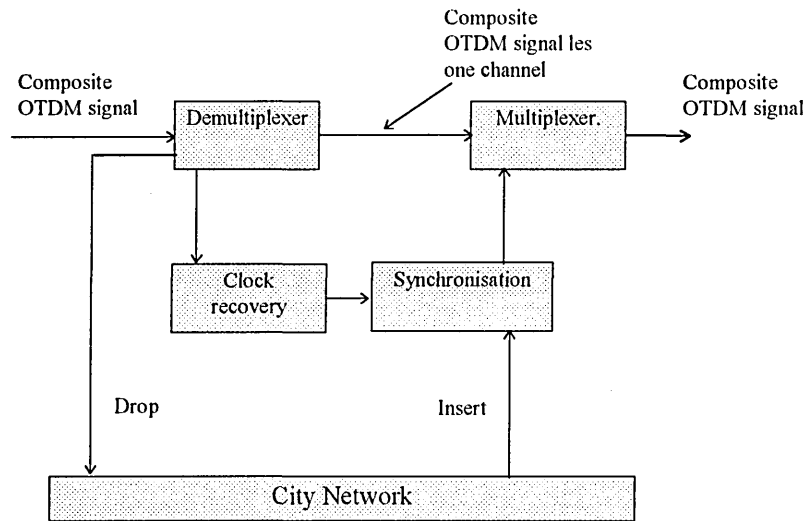 Composite
OTDM signal les
one channel
Composite
OTDM signal
Composite
OTDM signal
Demultiplexer
Multiplexer.
Clock
recovery
Synchronisation
Drop
Insert
City Network